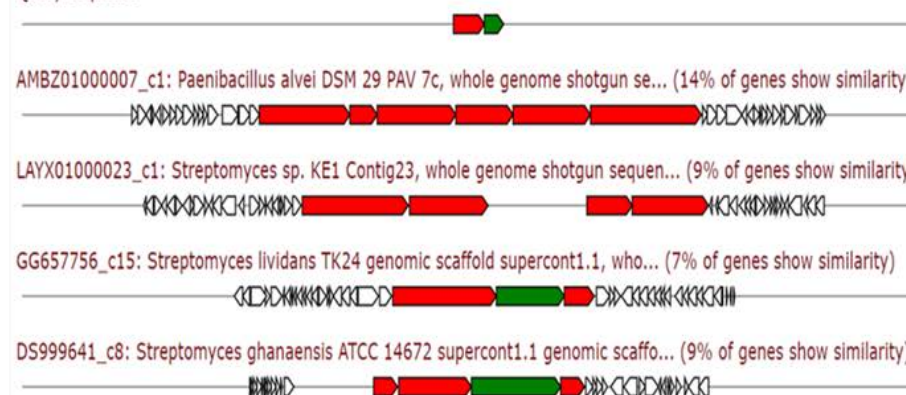 AMBZ01000007_c1: Paenibacillus alvei DSM 29 PAV 7c, whole genome shotgun se... (14% of genes show similarity
LAYX01000023_c1: Streptomyces sp. KE1 Contig23, whole genome shotgun sequen... (9% of genes show similarity
GG657756_c15: Streptomyces lividans TK24 genomic scaffold supercont1.1, who... (7% of genes show similarity)
DS999641_c8: Streptomyces ghanaensis ATCC 14672 supercont1.1 genomic scaffo... (9% of genes show similarity)